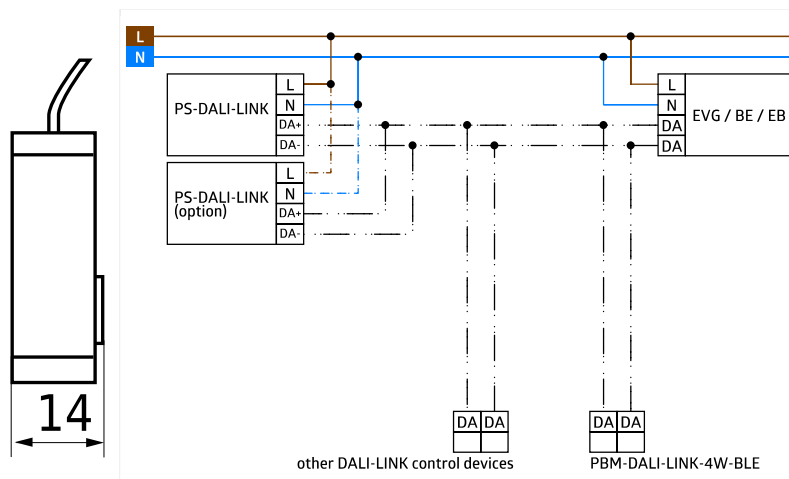 L
N
PS-DALI-LINK
L
N
DA+
DA-
EVG / BE / EB
L
N
DA
DA
PS-DALI-LINK
(option)
L
N
DA+
DA-
14
DA DA
DA DA
other DALI-LINK control devices
PBM-DALI-LINK-4W-BLE